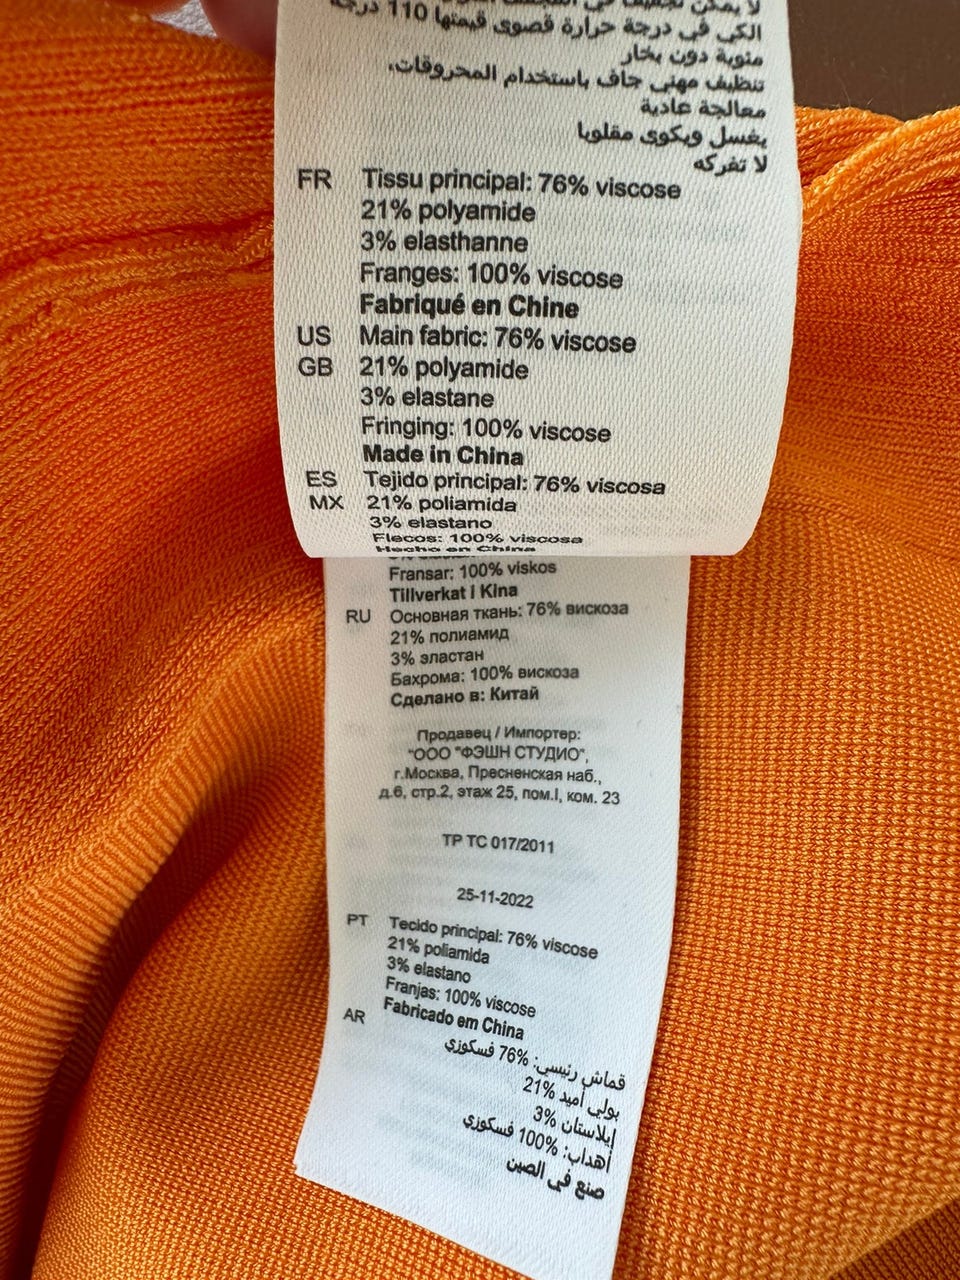 الكي في درجة حرارة قصوى قيمتها 110 درجة
مئوية دون بخار
تنظيف مهني جاف باستخدام المحروقات،
معالجة عادية
يغسل ويكوى مقلوبا
لا تفركه
FR Tissu principal: 76% viscose
21% polyamide
3% elasthanne
Franges: 100% viscose
Fabriqué en Chine
US Main fabric: 76% viscose
GB 21% polyamide
3% elastane
Fringing: 100% viscose
Made in China
ES Tejido principal: 76% viscosa
MX 21% poliamida
3% elastano
Flecos: 100% viscosa
Hecho en China
Fransar: 100% viskos
Tillverkat i Kina
RU Основная ткань: 76% вискоза
21% полиамид
3% эластан
Бахрома: 100% вискоза
Сделано в: Китай
Продавец / Импортер:
"ООО "ФЭШН СТУДИО",
г.Москва, Пресненская наб.,
д.6, стр.2, этаж 25, пом.I, ком. 23
ТР ТС 017/2011
25-11-2022
PT Tecido principal: 76% viscose
21% poliamida
3% elastano
Franjas: 100% viscose
Fabricado em China
AR قماش رئيسي: 76% فسكوزي
بولي أميد 21%
إيلاستان 3%
أهداب: 100% فسكوزي
صنع في الصين